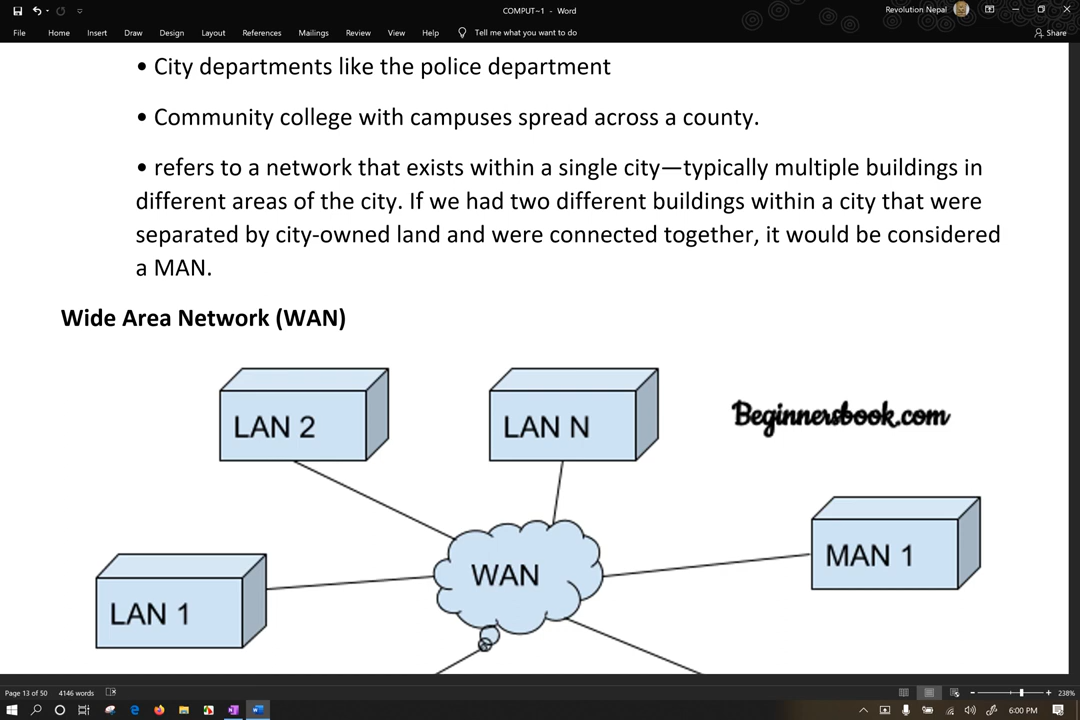 COMPUT~1 - Word
Revolution Nepal
File Home Insert Draw Design Layout References Mailings Review View Help Tell me what you want to do Share
• City departments like the police department
• Community college with campuses spread across a county.
• refers to a network that exists within a single city—typically multiple buildings in
different areas of the city. If we had two different buildings within a city that were
separated by city-owned land and were connected together, it would be considered
a MAN.
Wide Area Network (WAN)
LAN 2
LAN N
Beginnersbook.com
MAN 1
WAN
LAN 1
Page 13 of 50 4146 words
238%
6:00 PM